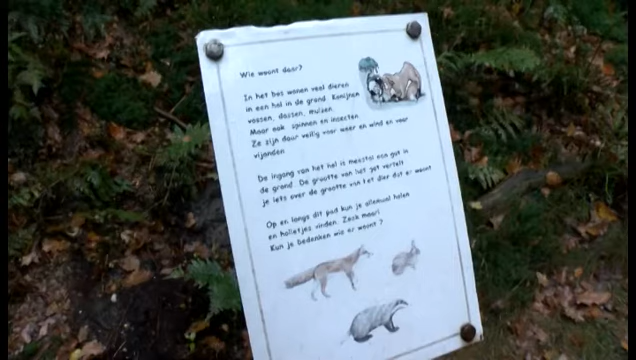 Wie woont daar?
In het bos wonen veel dieren
in een hol in de grond. Konijnen
vossen, dassen, muizen.
Maar ook spinnen en insecten.
Ze zijn daar veilig voor weer en wind en voor
vijanden.
De ingang van het hol is meestal een gat in
de grond. De grootte van het gat vertelt
je iets over de grootte van het dier dat er woont
Op en langs dit pad kun je allemaal holen
en holletjes vinden. Zoek maar!
Kun je bedenken wie er woont?